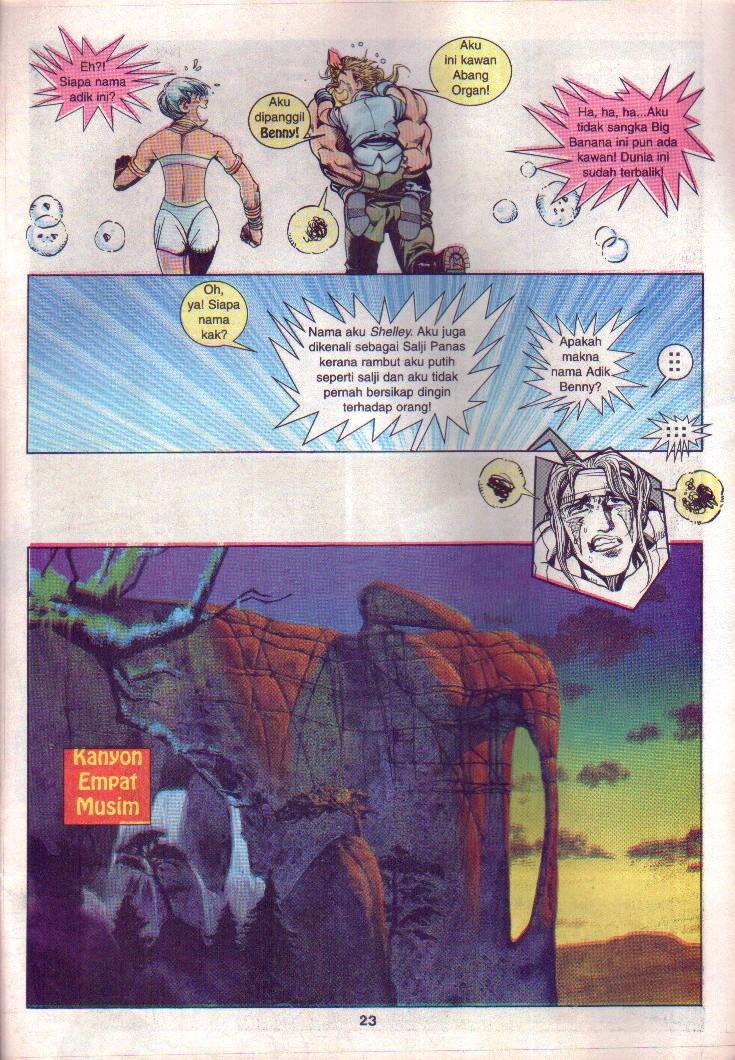 Eh?!
Siapa nama
adik ini?
Aku
dipanggil
Benny!
Aku
ini kawan
Abang
Organ!
Ha, ha, ha...Aku
tidak sangka Big
Banana ini pun ada
kawan! Dunia ini
sudah terbalik!
Oh,
ya! Siapa
nama
kak?
Nama aku Shelley. Aku juga
dikenali sebagai Salji Panas
kerana rambut aku putih
seperti salji dan aku tidak
pernah bersikap dingin
terhadap orang!
Apakah
makna
nama Adik
Benny?
Kanyon
Empat
Musim
23